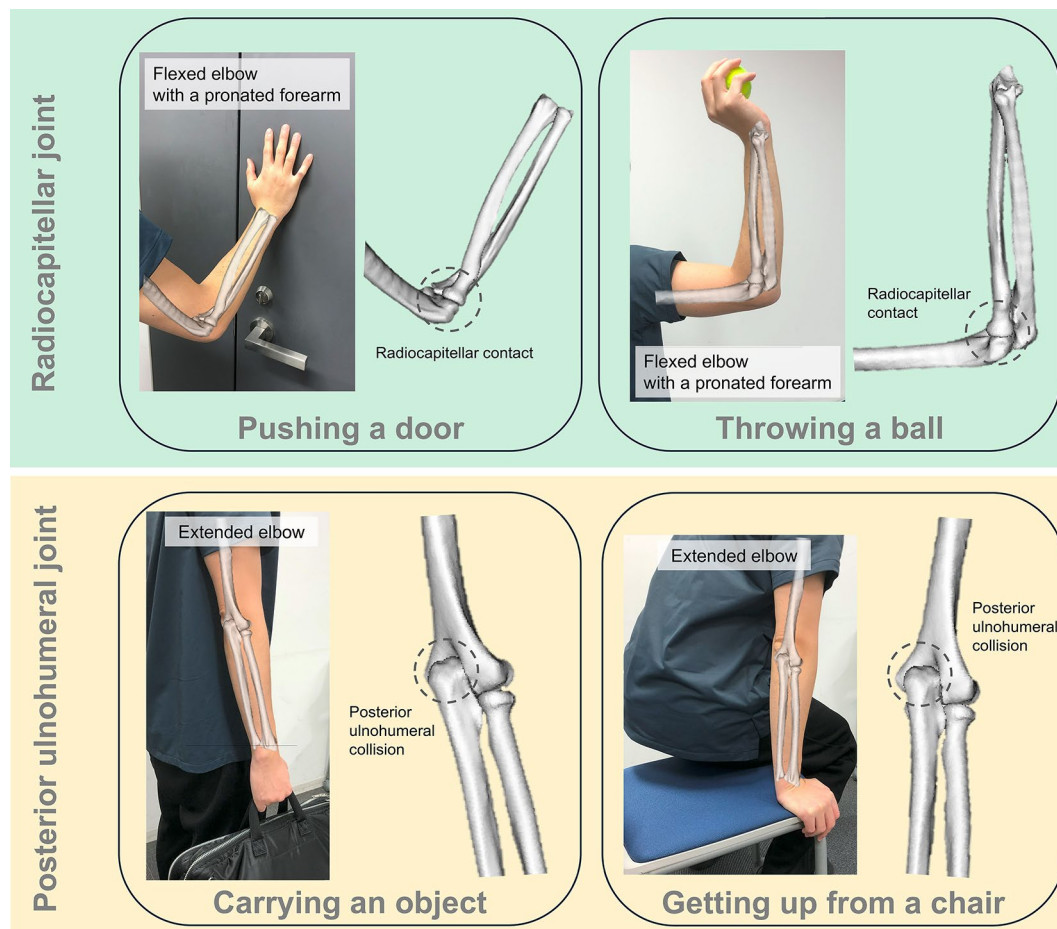 Radiocapitellar joint
Flexed elbow
with a pronated forearm
Radiocapitellar contact
Pushing a door
Flexed elbow
with a pronated forearm
Radiocapitellar
contact
Throwing a ball
Posterior ulnohumeral joint
Extended elbow
Posterior
ulnohumeral
collision
Carrying an object
Extended elbow
Posterior
ulnohumeral
collision
Getting up from a chair